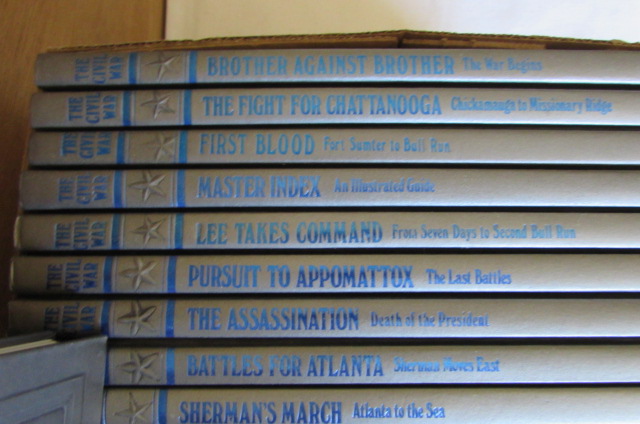 THE CIVIL WAR BROTHER AGAINST BROTHER The War Begins
THE CIVIL WAR THE FIGHT FOR CHATTANOOGA Chickamauga to Missionary Ridge
THE CIVIL WAR FIRST BLOOD Fort Sumter to Bull Run
THE CIVIL WAR MASTER INDEX An Illustrated Guide
THE CIVIL WAR LEE TAKES COMMAND From Seven Days to Second Bull Run
THE CIVIL WAR PURSUIT TO APPOMATTOX The Last Battles
THE CIVIL WAR THE ASSASSINATION Death of the President
BATTLES FOR ATLANTA Sherman Moves East
SHERMAN'S MARCH Atlanta to the Sea